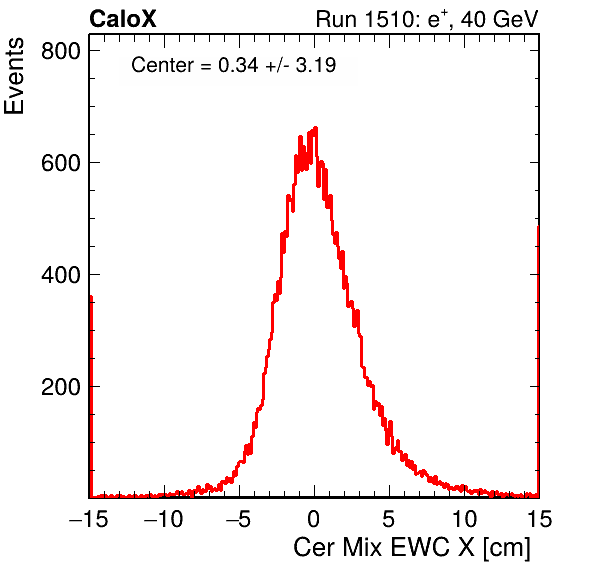 CaloX Run 1510: e⁺, 40 GeV
Center = 0.34 +/- 3.19
Events
800
600
400
200
−15 −10 −5 0 5 10 15
Cer Mix EWC X [cm]